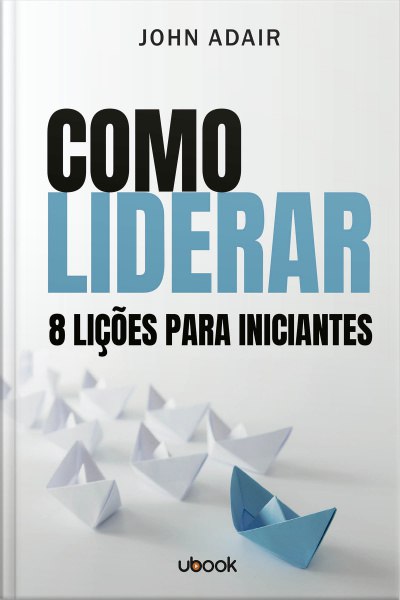 JOHN ADAIR
COMO
LIDERAR
8 LIÇÕES PARA INICIANTES
ubook